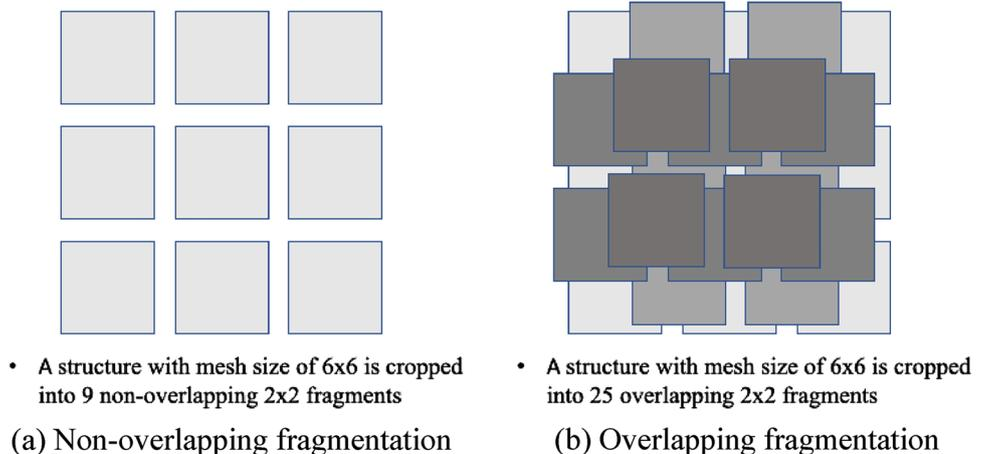 • A structure with mesh size of 6x6 is cropped
into 9 non-overlapping 2x2 fragments
(a) Non-overlapping fragmentation
• A structure with mesh size of 6x6 is cropped
into 25 overlapping 2x2 fragments
(b) Overlapping fragmentation